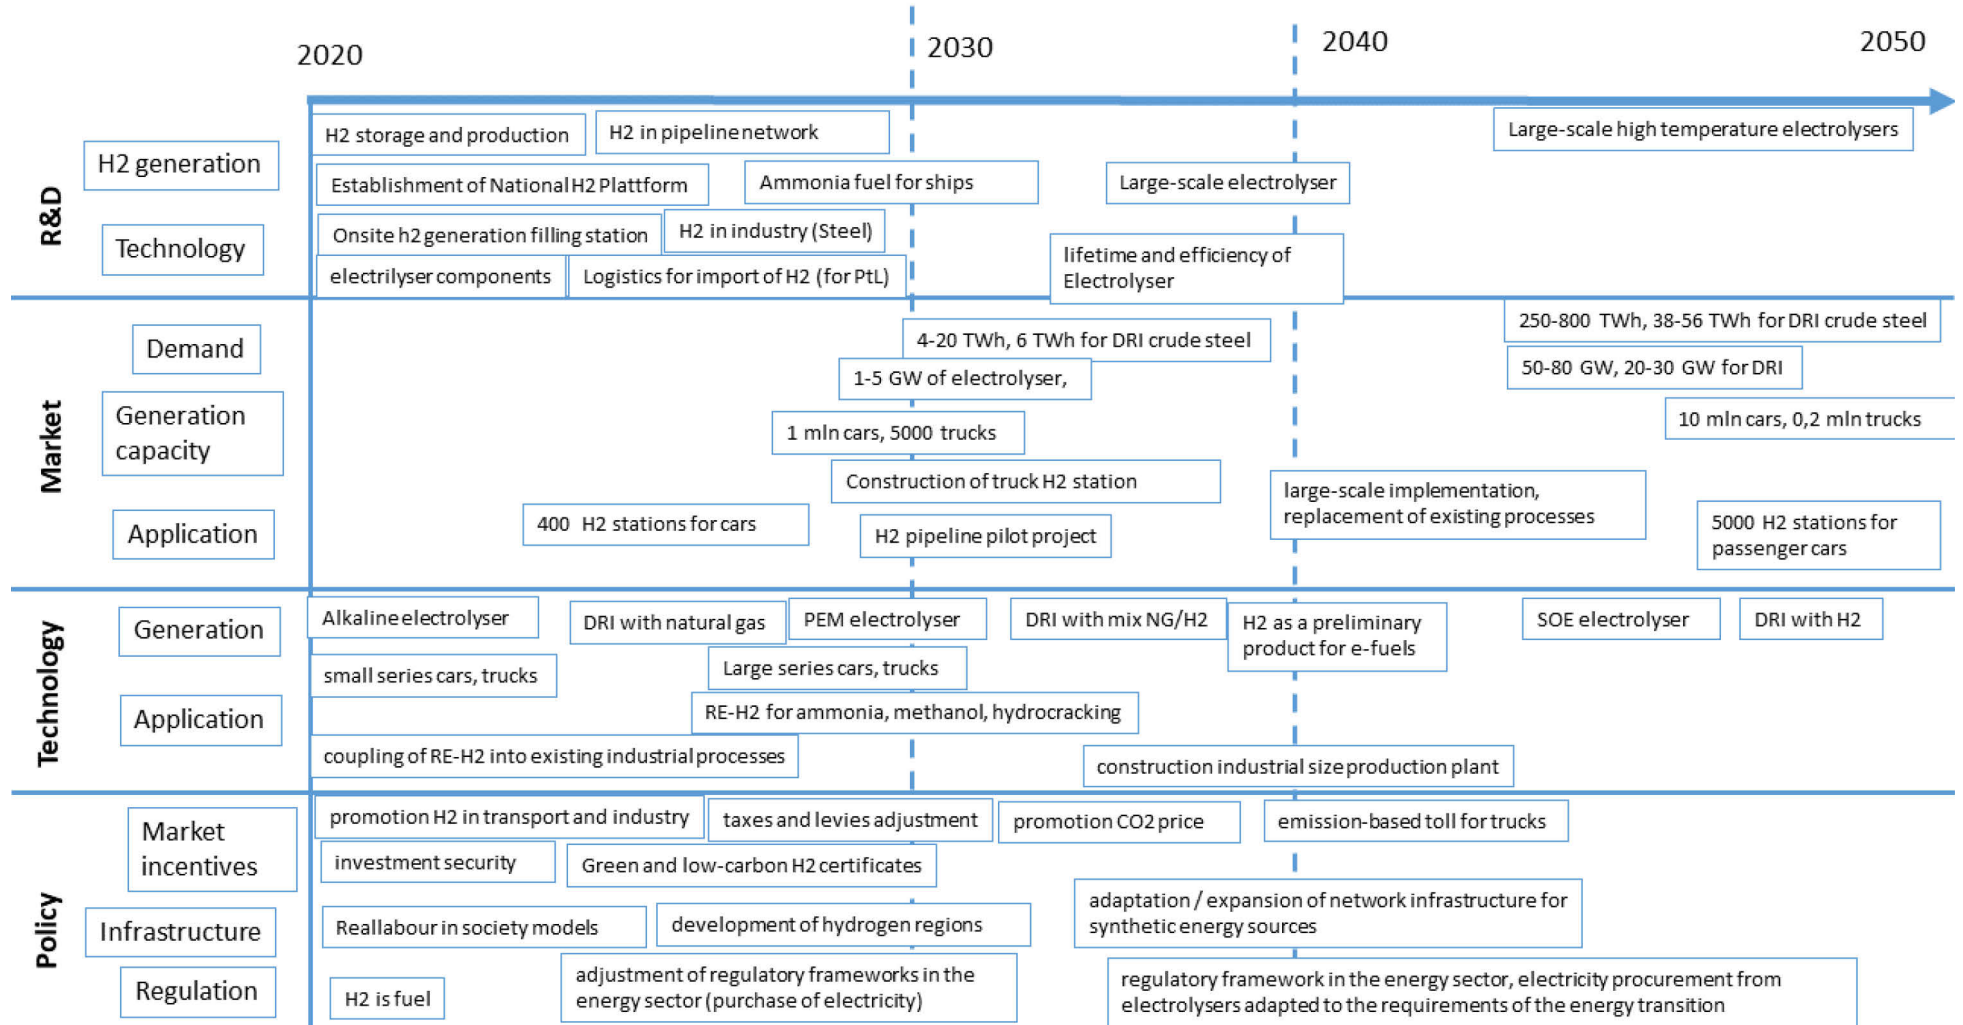 2020
2030
2040
2050
R&D
H2 generation
Technology
H2 storage and production
H2 in pipeline network
Large-scale high temperature electrolysers
Establishment of National H2 Plattform
Ammonia fuel for ships
Large-scale electrolyser
Onsite h2 generation filling station
H2 in industry (Steel)
lifetime and efficiency of
Electrolyser
electrilyser components
Logistics for import of H2 (for PtL)
Market
Demand
Generation
capacity
Application
4-20 TWh, 6 TWh for DRI crude steel
250-800 TWh, 38-56 TWh for DRI crude steel
1-5 GW of electrolyser,
50-80 GW, 20-30 GW for DRI
1 mln cars, 5000 trucks
10 mln cars, 0,2 mln trucks
Construction of truck H2 station
large-scale implementation,
replacement of existing processes
400 H2 stations for cars
H2 pipeline pilot project
5000 H2 stations for
passenger cars
Technology
Generation
Application
Alkaline electrolyser
DRI with natural gas
PEM electrolyser
DRI with mix NG/H2
H2 as a preliminary
product for e-fuels
SOE electrolyser
DRI with H2
small series cars, trucks
Large series cars, trucks
RE-H2 for ammonia, methanol, hydrocracking
coupling of RE-H2 into existing industrial processes
construction industrial size production plant
Policy
Market
incentives
Infrastructure
Regulation
promotion H2 in transport and industry
taxes and levies adjustment
promotion CO2 price
emission-based toll for trucks
investment security
Green and low-carbon H2 certificates
Reallabour in society models
development of hydrogen regions
adaptation / expansion of network infrastructure for
synthetic energy sources
H2 is fuel
adjustment of regulatory frameworks in the
energy sector (purchase of electricity)
regulatory framework in the energy sector, electricity procurement from
electrolysers adapted to the requirements of the energy transition